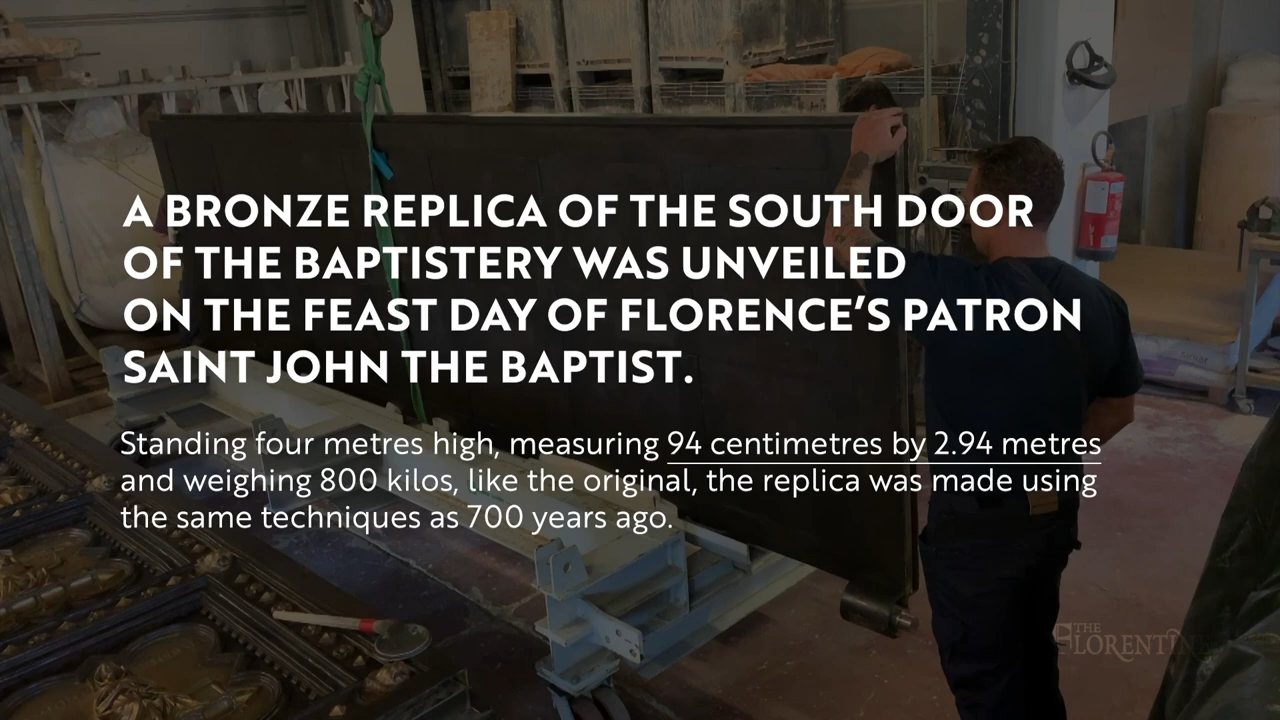 A BRONZE REPLICA OF THE SOUTH DOOR
OF THE BAPTISTERY WAS UNVEILED
ON THE FEAST DAY OF FLORENCE’S PATRON
SAINT JOHN THE BAPTIST.
Standing four metres high, measuring 94 centimetres by 2.94 metres
and weighing 800 kilos, like the original, the replica was made using
the same techniques as 700 years ago.
THE
FLORENTINE